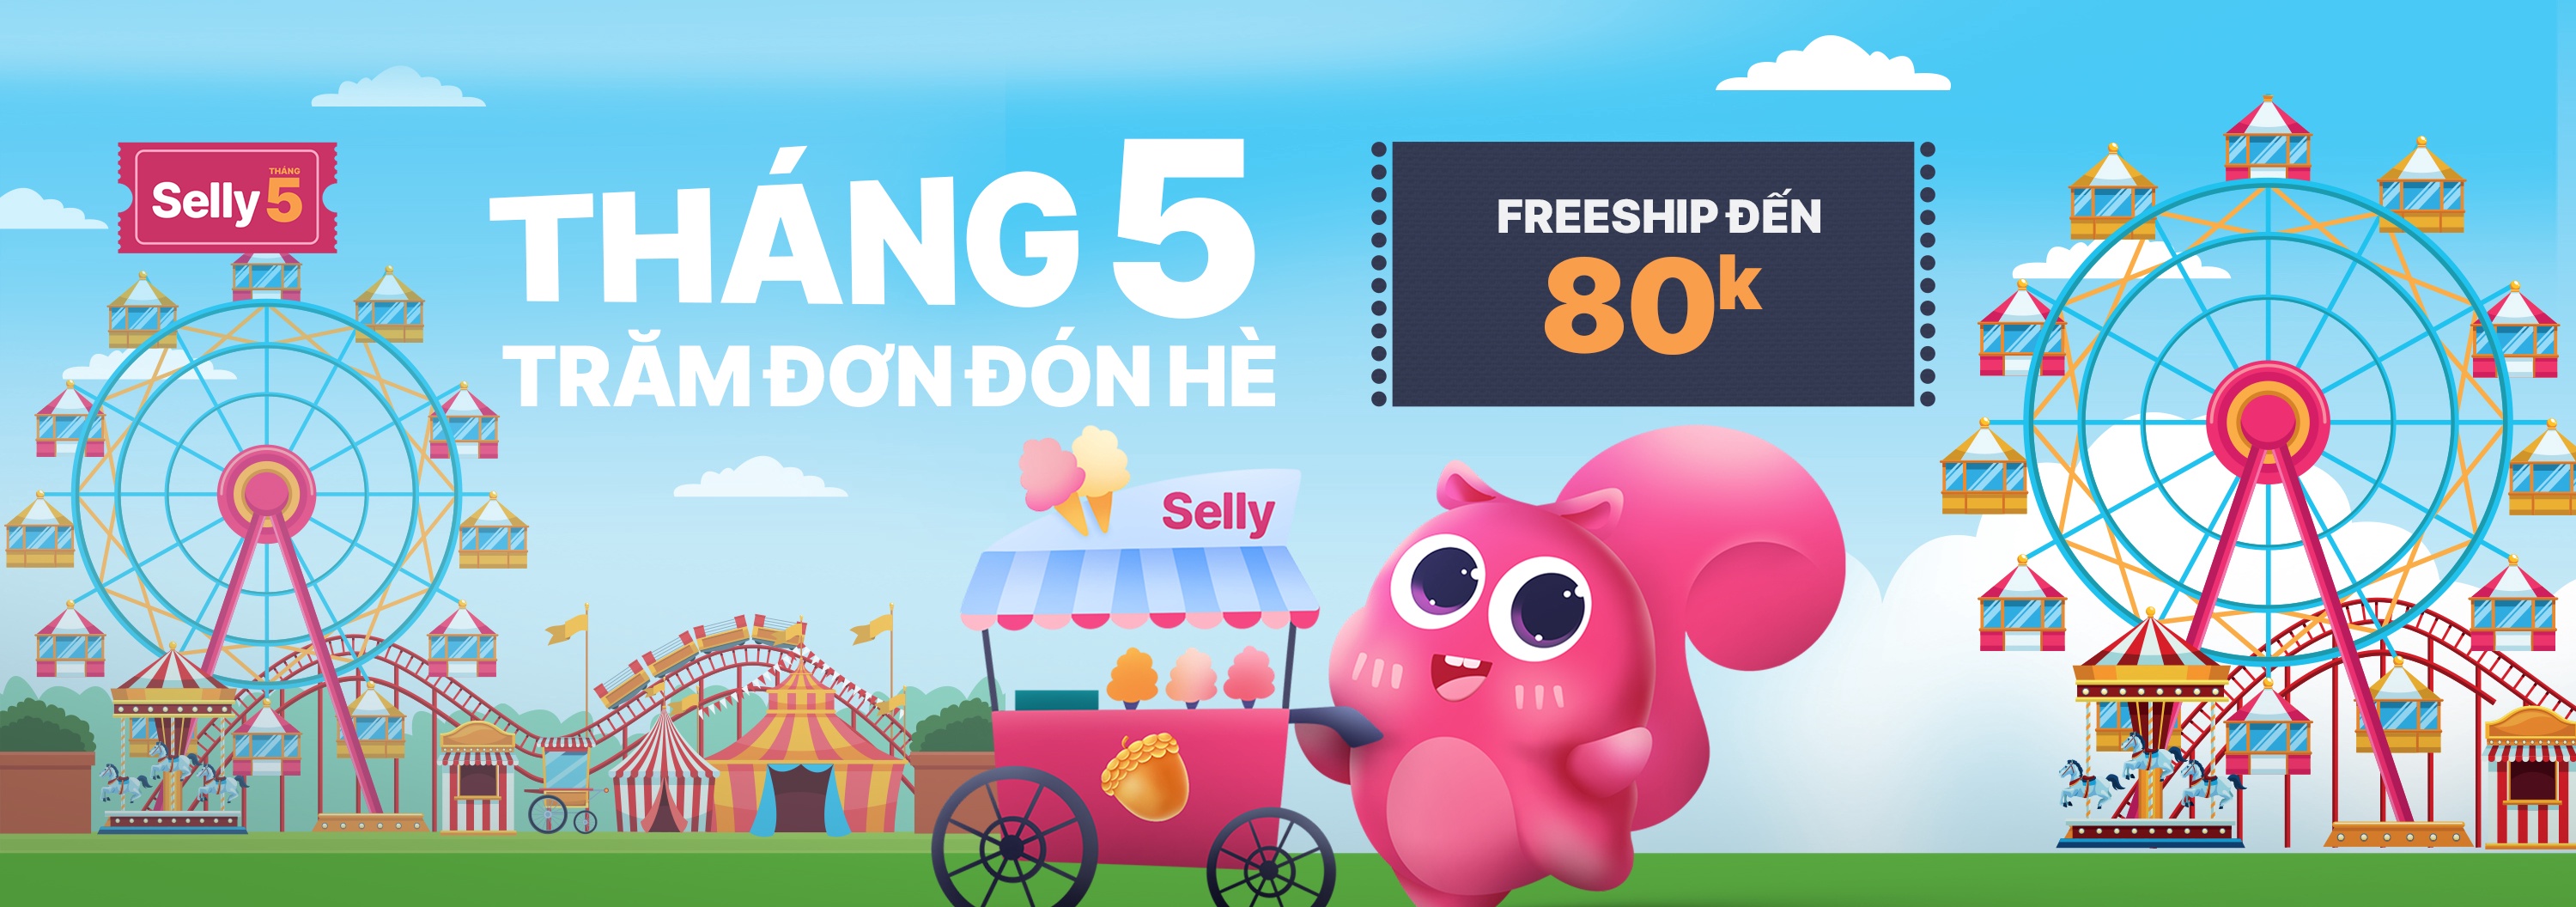 THÁNG
Selly 5
THÁNG 5
TRĂM ĐƠN ĐÓN HÈ
FREESHIP ĐẾN
80k
Selly